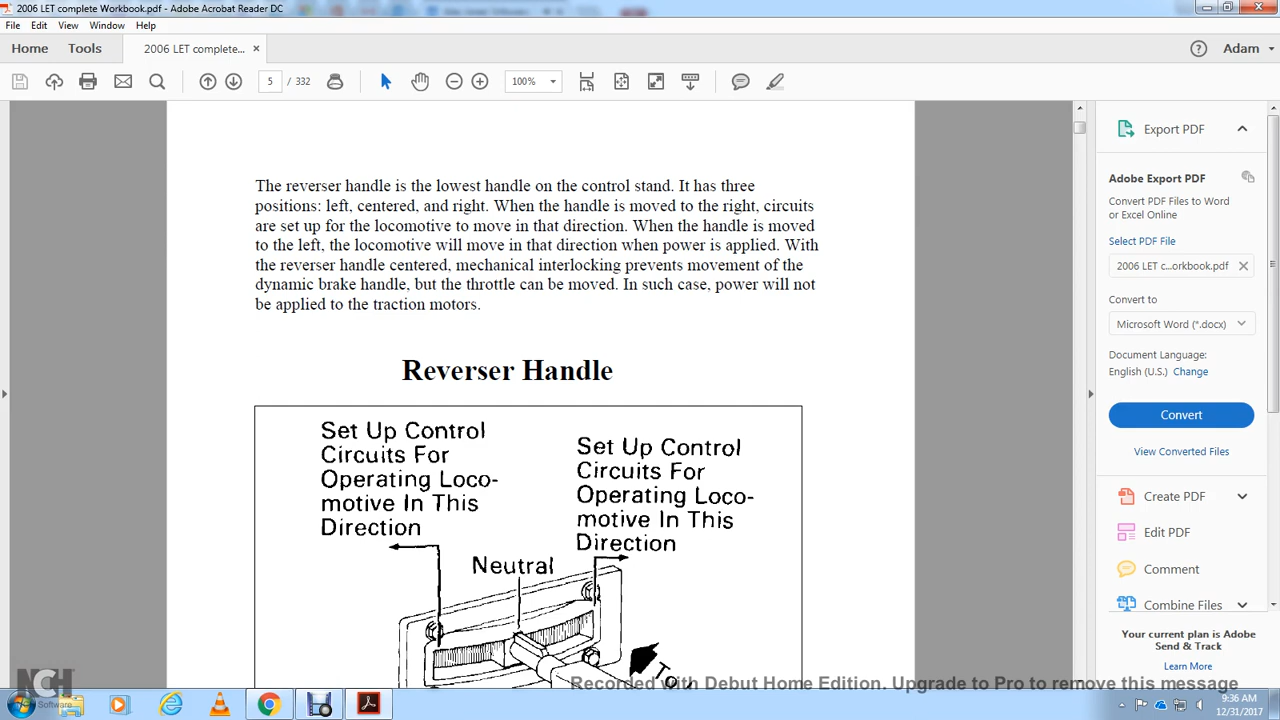 2006 LET complete Workbook.pdf - Adobe Acrobat Reader DC
File Edit View Window Help
Home Tools 2006 LET complete... × Adam
5 / 332 100%
The reverser handle is the lowest handle on the control stand. It has three
positions: left, centered, and right. When the handle is moved to the right, circuits
are set up for the locomotive to move in that direction. When the handle is moved
to the left, the locomotive will move in that direction when power is applied. With
the reverser handle centered, mechanical interlocking prevents movement of the
dynamic brake handle, but the throttle can be moved. In such case, power will not
be applied to the traction motors.
Reverser Handle
Set Up Control
Circuits For
Operating Loco-
motive In This
Direction
Set Up Control
Circuits For
Operating Loco-
motive In This
Direction
Neutral
To
Export PDF
Adobe Export PDF
Convert PDF Files to Word
or Excel Online
Select PDF File
2006 LET c...orkbook.pdf
Convert to
Microsoft Word (*.docx)
Document Language:
English (U.S.) Change
Convert
View Converted Files
Create PDF
Edit PDF
Comment
Combine Files
Your current plan is Adobe
Send & Track
Learn More
NCH
Software
Recorded with Debut Home Edition. Upgrade to Pro to remove this message
9:36 AM
12/31/2017